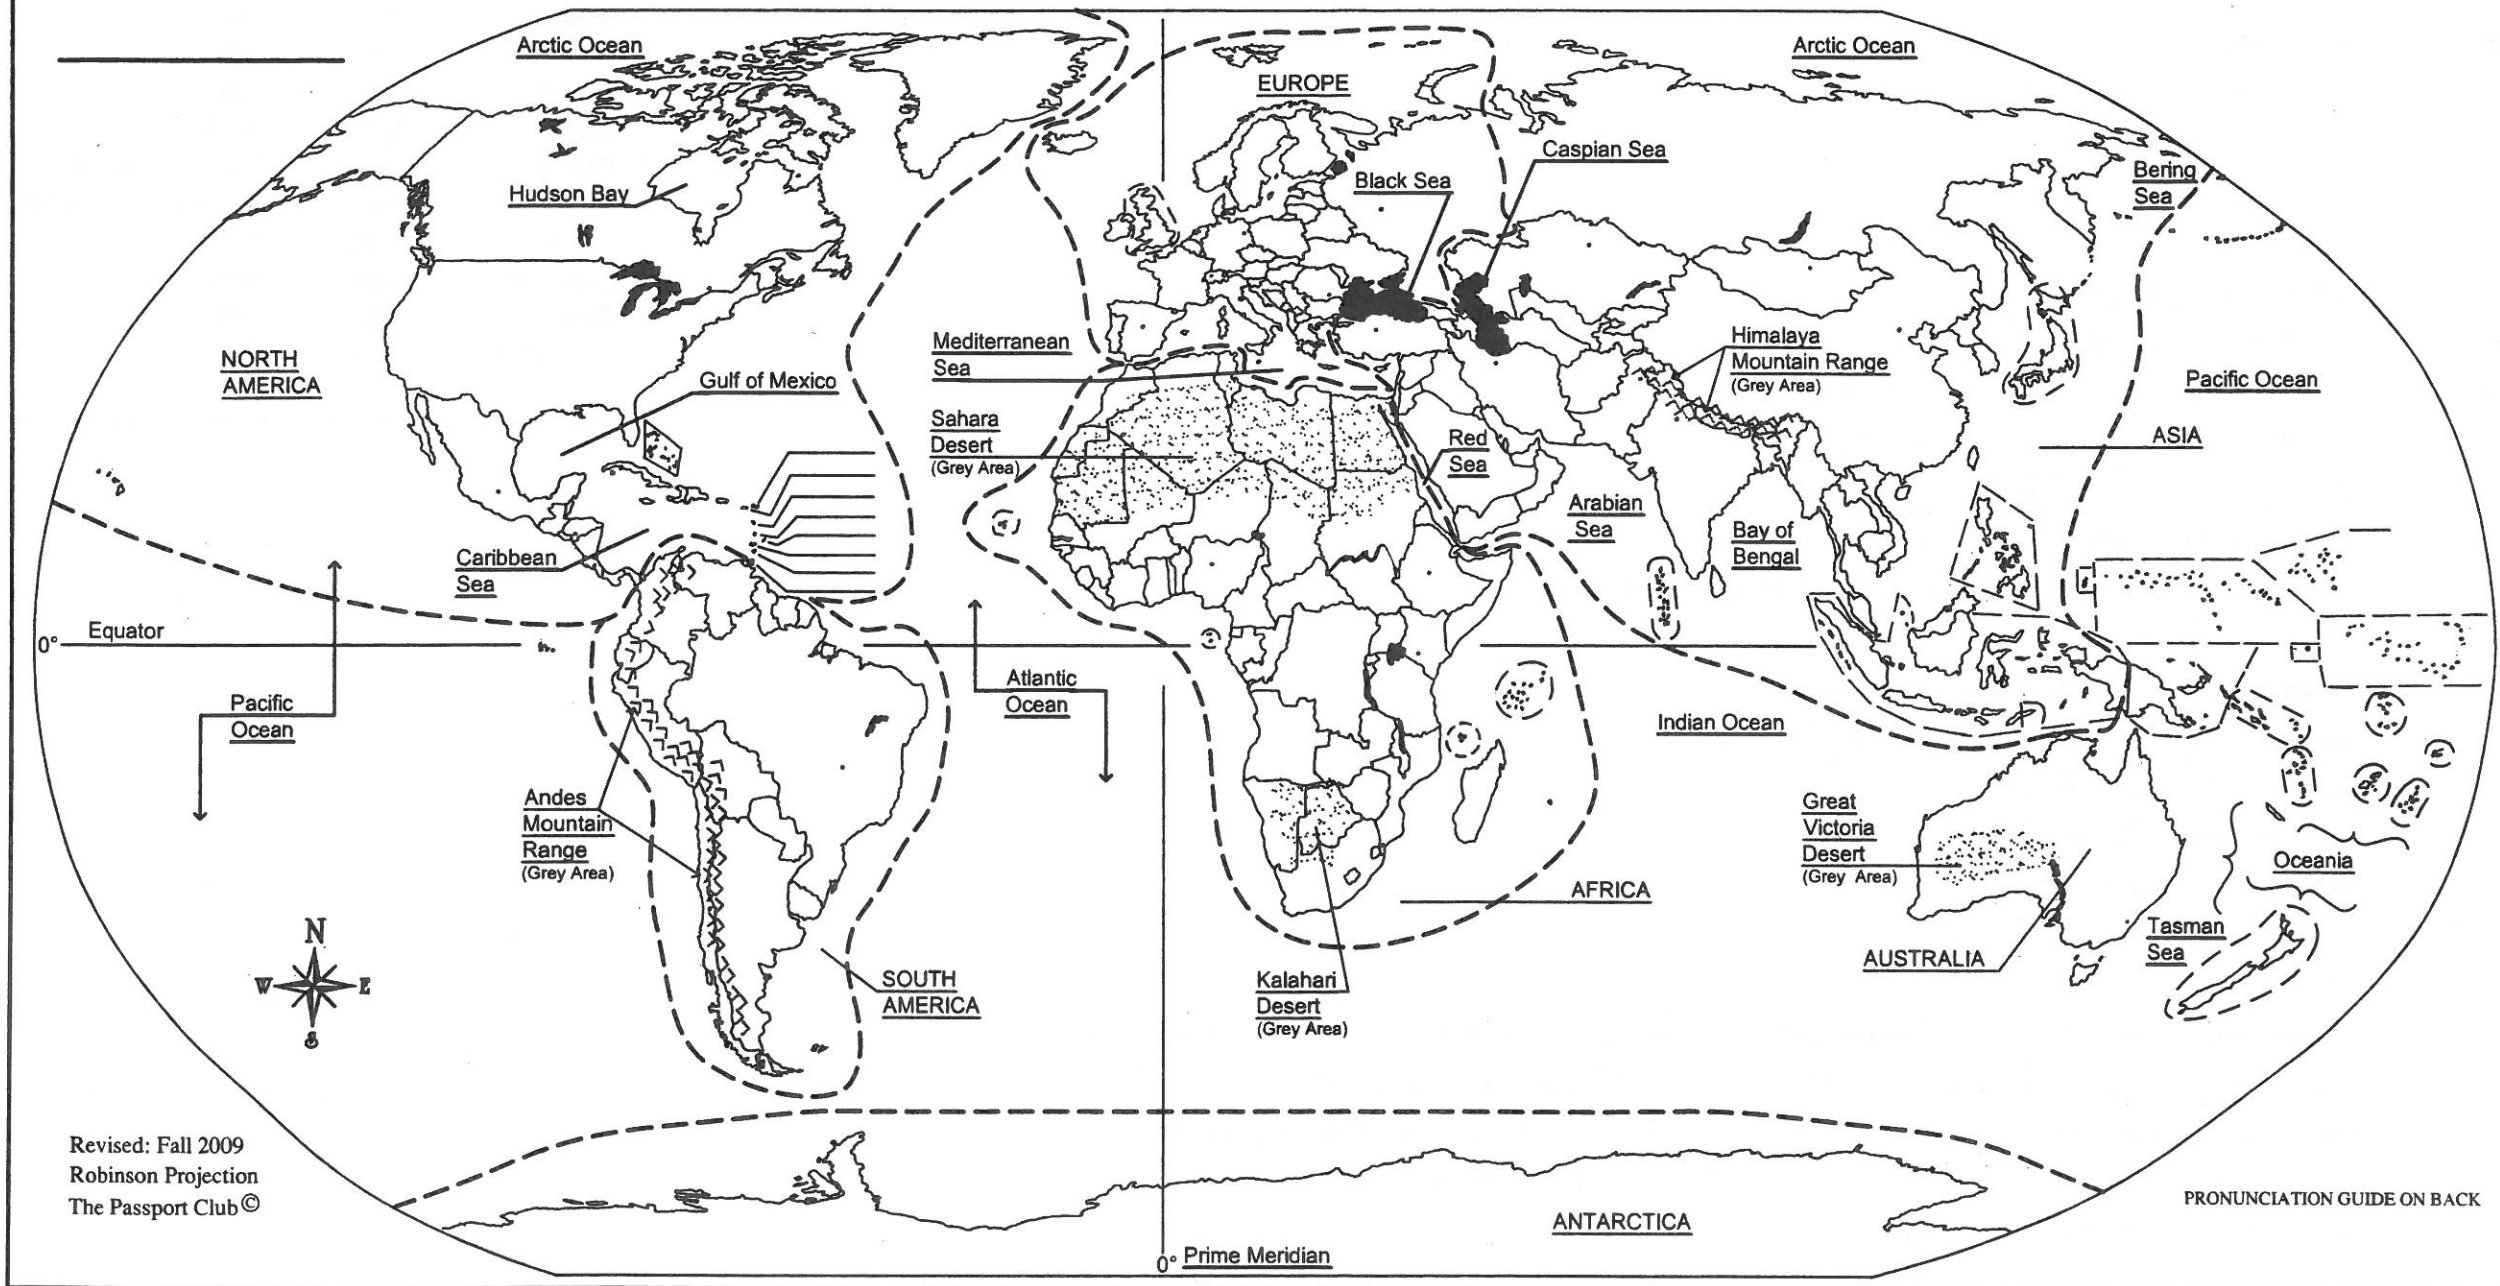 Arctic Ocean
Arctic Ocean
EUROPE
Caspian Sea
Black Sea
Bering
Sea
Hudson Bay
Mediterranean
Sea
Himalaya
Mountain Range
(Grey Area)
NORTH
AMERICA
Gulf of Mexico
Pacific Ocean
Sahara
Desert
(Grey Area)
Red
Sea
ASIA
Arabian
Sea
Bay of
Bengal
Caribbean
Sea
0°
Equator
Pacific
Ocean
Atlantic
Ocean
Indian Ocean
Andes
Mountain
Range
(Grey Area)
Great
Victoria
Desert
(Grey Area)
Oceania
AFRICA
N
W
E
S
SOUTH
AMERICA
Kalahari
Desert
(Grey Area)
AUSTRALIA
Tasman
Sea
Revised: Fall 2009
Robinson Projection
The Passport Club©
PRONUNCIATION GUIDE ON BACK
ANTARCTICA
0° Prime Meridian